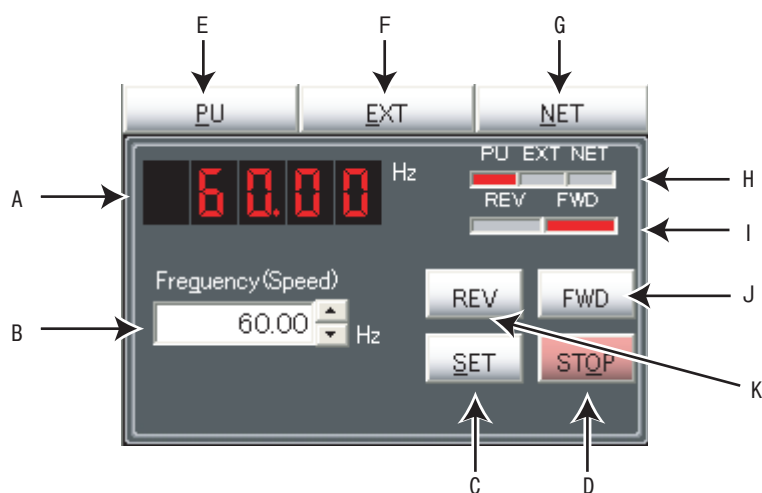 E F G
PU EXT NET
60.00 Hz
PU EXT NET
REV FWD
A
H
I
Freguency(Speed)
60.00 Hz
B
REV FWD
J
SET STOP
K
C D